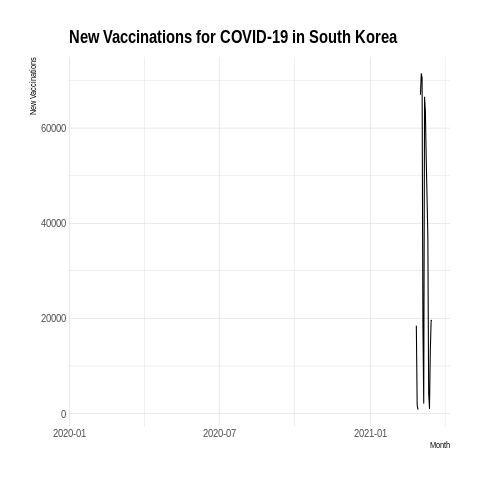 New Vaccinations for COVID-19 in South Korea
New Vaccinations
60000
40000
20000
0
2020-01 2020-07 2021-01
Month